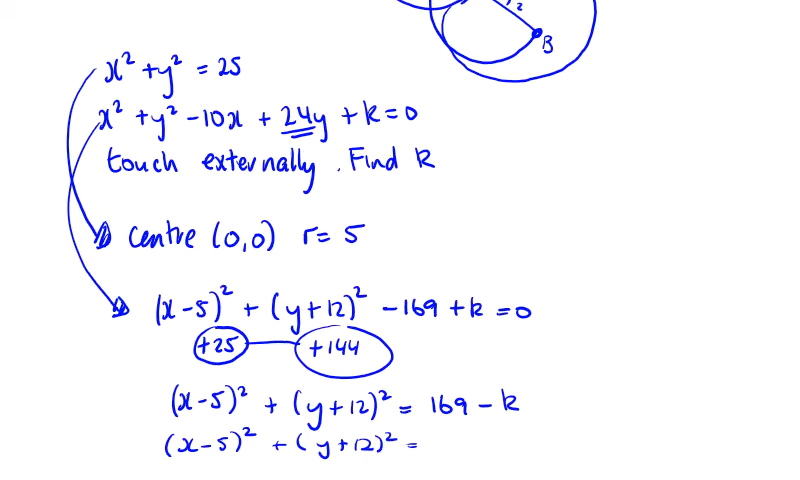 r₂
B
x² + y² = 25
x² + y² - 10x + 24y + k = 0
touch externally. Find k
centre (0,0) r = 5
(x - 5)² + (y + 12)² - 169 + k = 0
+25 +144
(x - 5)² + (y + 12)² = 169 - k
(x - 5)² + (y + 12)² =